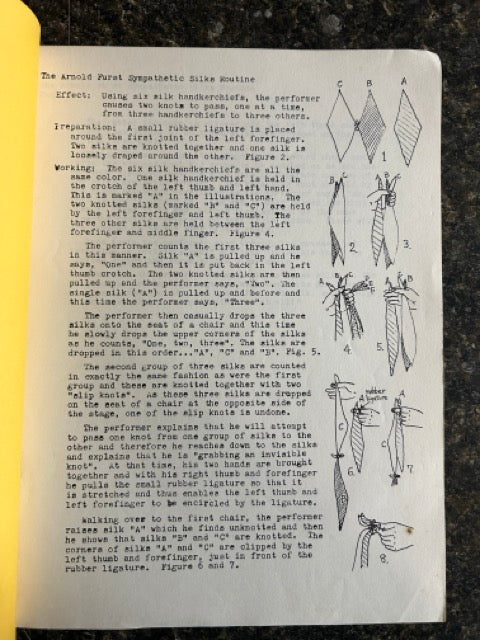 The Arnold Furst Sympathetic Silks Routine
Effect: Using six silk handkerchiefs, the performer
causes two knots to pass, one at a time,
from three handkerchiefs to three others.
Preparation: A small rubber ligature is placed
around the first joint of the left forefinger.
Two silks are knotted together and one silk is
loosely draped around the other. Figure 2.
Working: The six silk handkerchiefs are all the
same color. One silk handkerchief is held in
the crotch of the left thumb and left hand.
This is marked "A" in the illustrations. The
two knotted silks (marked "B" and "C") are held
by the left forefinger and left thumb. The
three other silks are held between the left
forefinger and middle finger. Figure 4.
The performer counts the first three silks
in this manner. Silk "A" is pulled up and he
says, "One" and then it is put back in the left
thumb crotch. The two knotted silks are then
pulled up the performer says, "Two". The
single silk ("A") is pulled up and before and
this time the performer says, "Three".
The performer then casually drops the three
silks onto the seat of a chair and this time
he slowly drops the upper corners of the silks
as he counts, "One, two, three". The silks are
dropped in this order..."A", "C" and "B". Fig. 5.
The second group of three silks are counted
in exactly the same fashion as were the first
group and these are knotted together with two
"slip knots". As these three silks are dropped
on the seat of a chair at the opposite side of
the stage, one of the slip knots is undone.
The performer explains that he will attempt
to pass one knot from one group of silks to the
other and therefore he reaches down to the silks
and explains that he is "grabbing an invisible
knot". At that time, his two hands are brought
together and with his right thumb and forefinger
he pulls the small rubber ligature so that it
is stretched and thus enables the left thumb and
left forefinger to be encircled by the ligature.
Walking over to the first chair, the performer
raises silk "A" which he finds unknotted and then
he shows that silks "B" and "C" are knotted. The
corners of silks "A" and "C" are clipped by the
left thumb and forefinger, just in front of the
rubber ligature. Figure 6 and 7.
C B A
1
B C
2
3.
4.
5.
rubber
ligature
A
C
6.
A
C
7.
8.